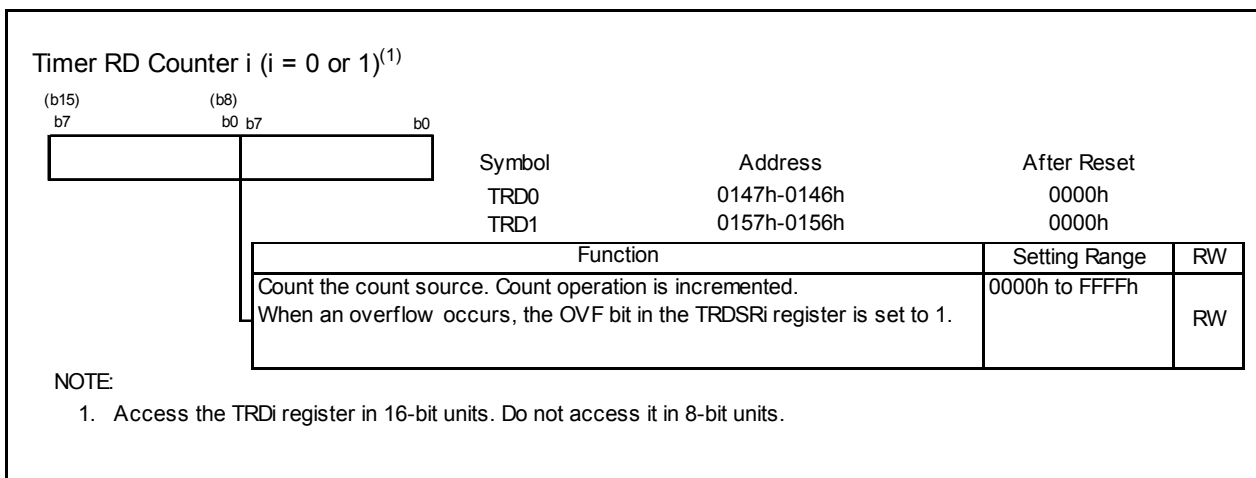 Timer RD Counter i (i = 0 or 1)(1)
(b15) (b8)
b7 b0 b7 b0
Symbol Address After Reset
TRD0 0147h-0146h 0000h
TRD1 0157h-0156h 0000h
Function Setting Range RW
Count the count source. Count operation is incremented. 0000h to FFFFh
When an overflow occurs, the OVF bit in the TRDSRi register is set to 1. RW
NOTE:
1. Access the TRDi register in 16-bit units. Do not access it in 8-bit units.